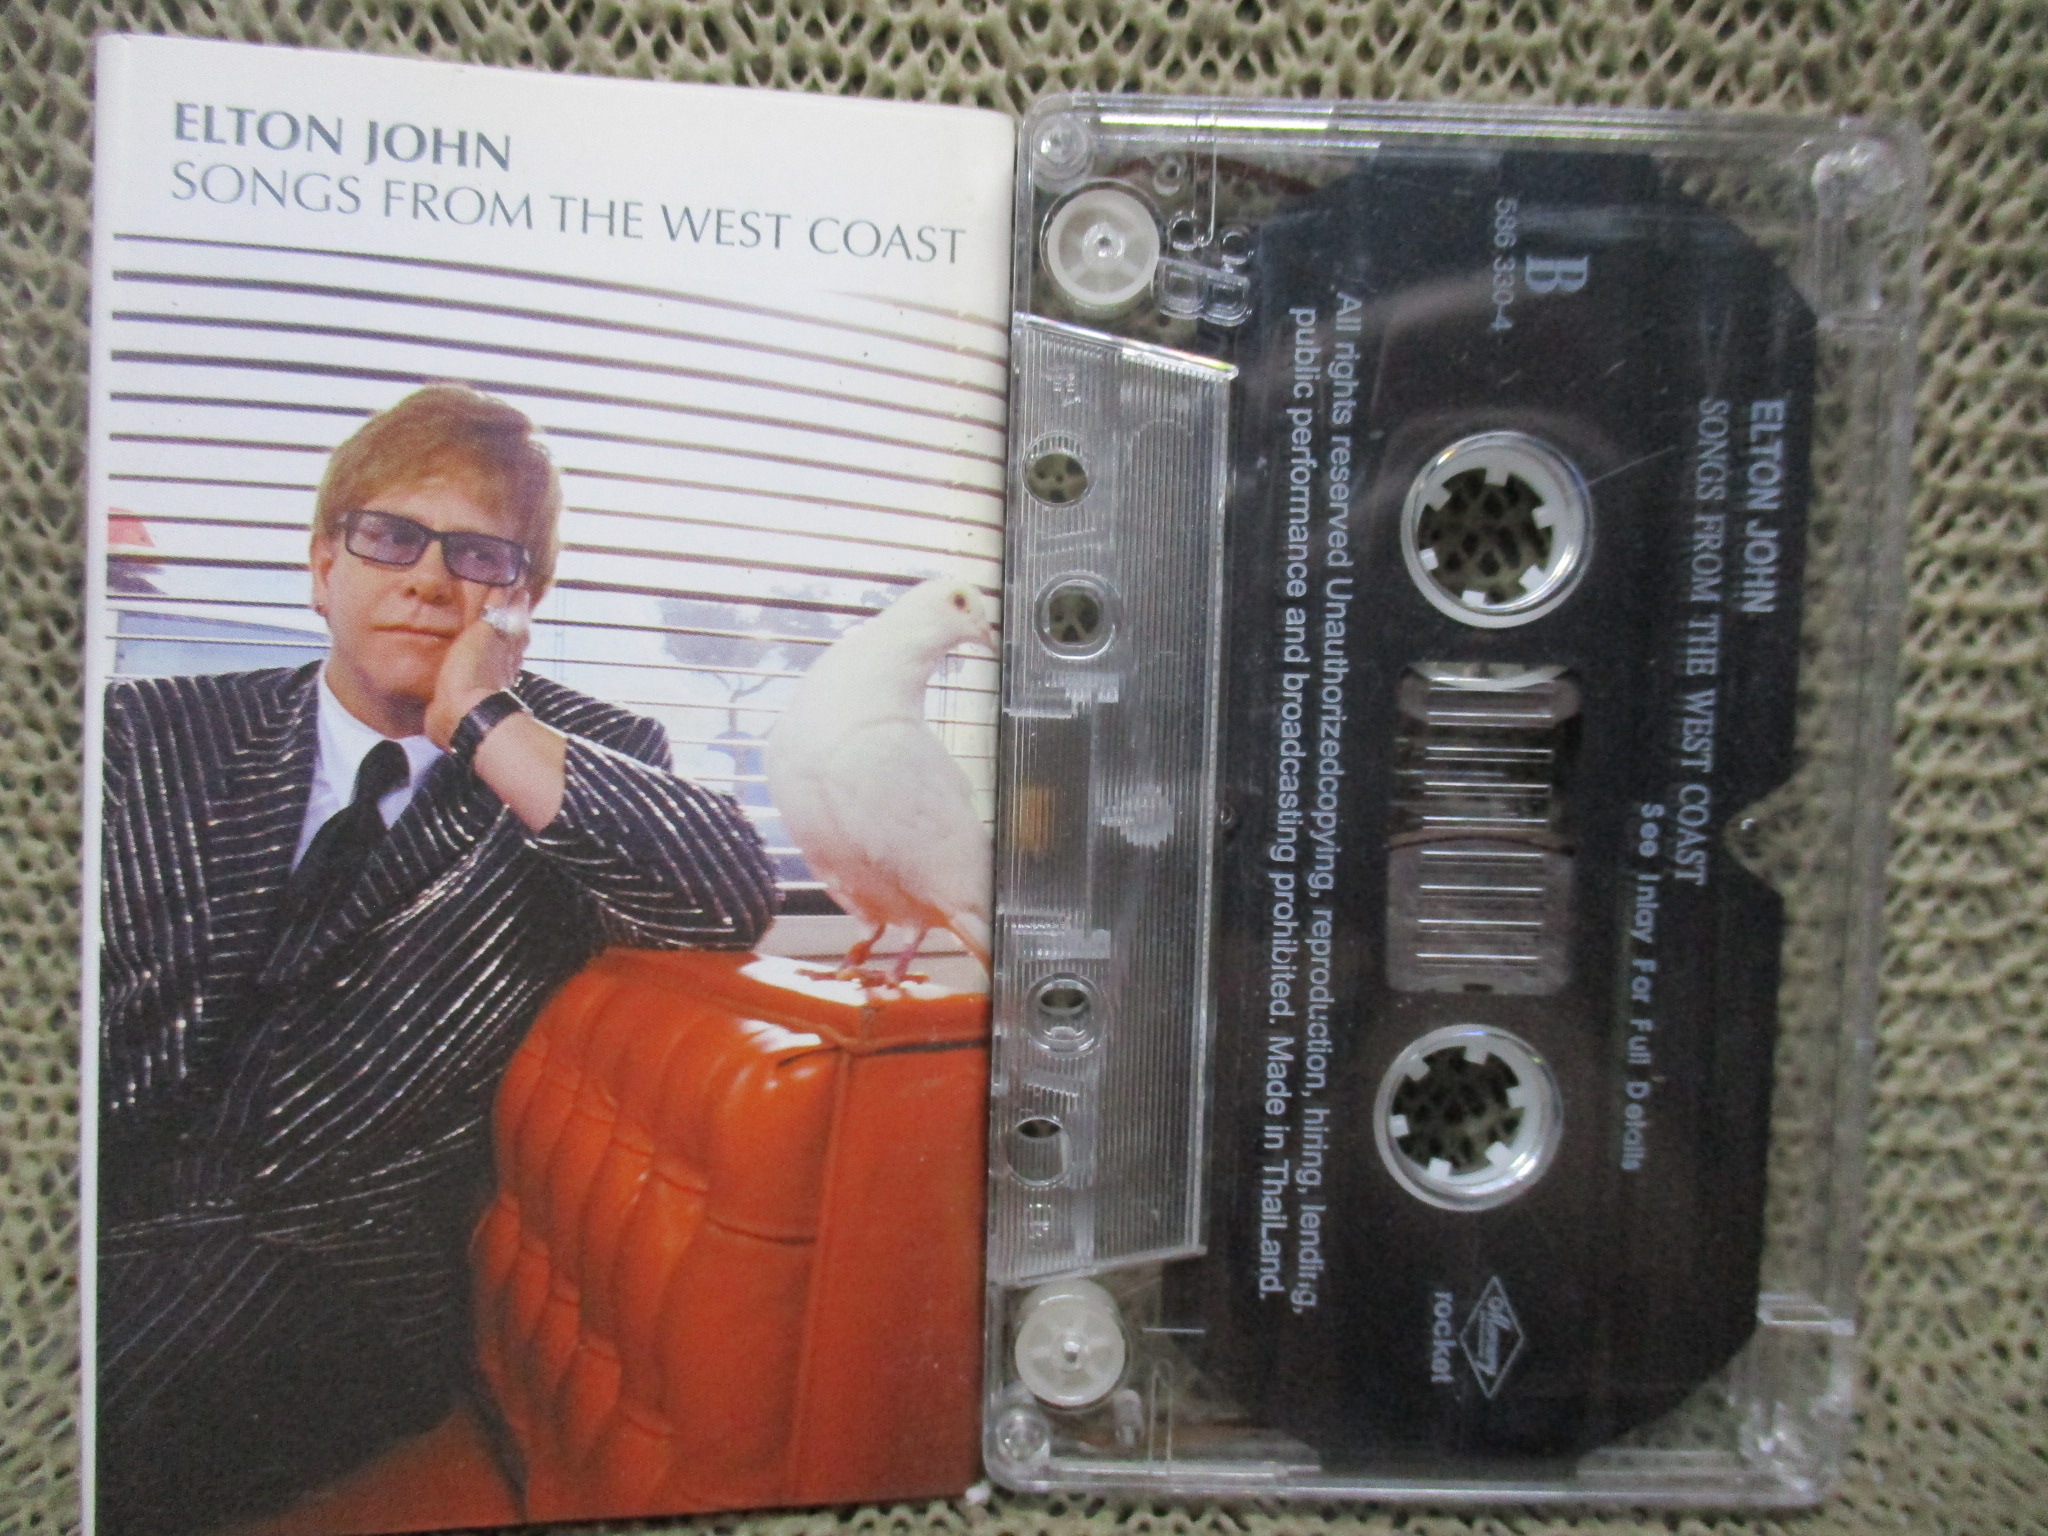 ELTON JOHN
SONGS FROM THE WEST COAST
ELTON JOHN
SONGS FROM THE WEST COAST
See Inlay For Full Details
B
586 330-4
Mercury
rocket
All rights reserved Unauthorizedcopying, reproduction, hiring, lending,
public performance and broadcasting prohibited. Made in ThaiLand.